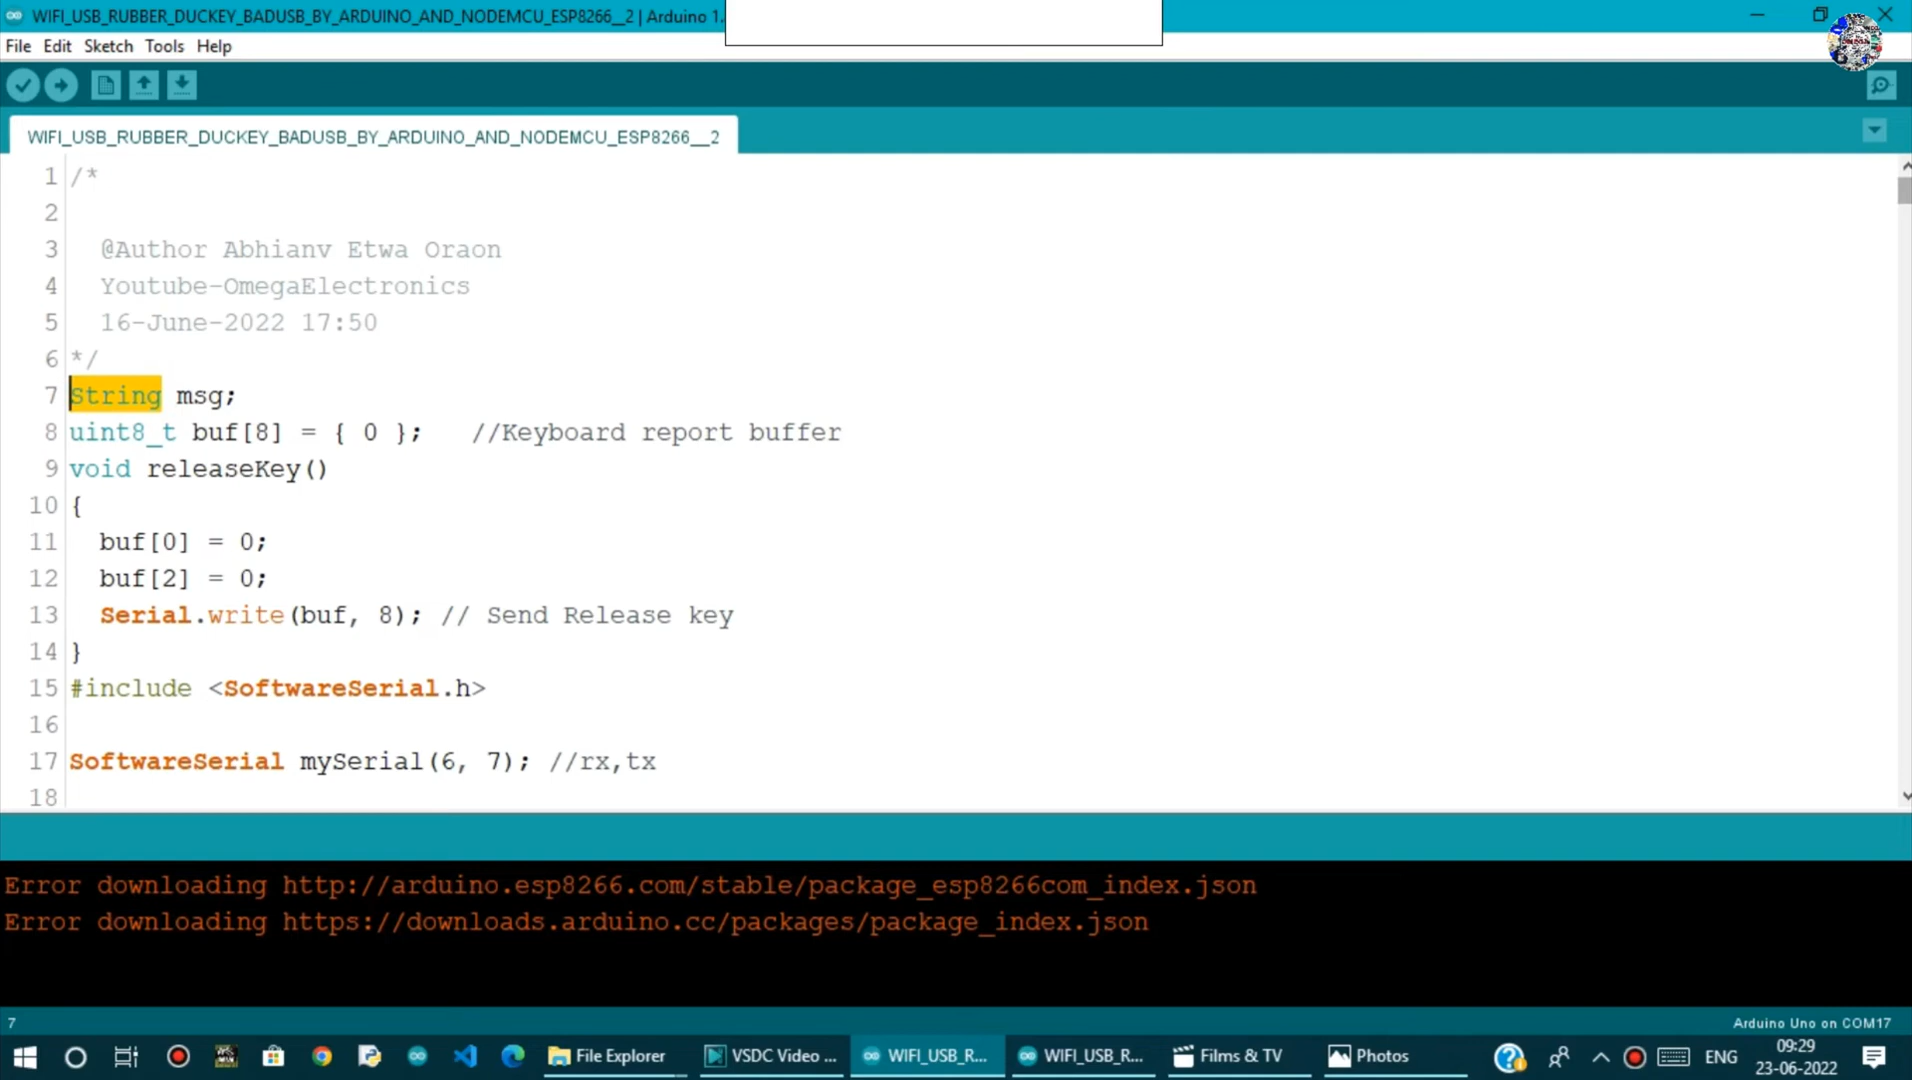 WIFI_USB_RUBBER_DUCKEY_BADUSB_BY_ARDUINO_AND_NODEMCU_ESP8266__2 | Arduino 1.
File Edit Sketch Tools Help
WIFI_USB_RUBBER_DUCKEY_BADUSB_BY_ARDUINO_AND_NODEMCU_ESP8266__2
1 /*
2
3 @Author Abhianv Etwa Oraon
4 Youtube-OmegaElectronics
5 16-June-2022 17:50
6 */
7 String msg;
8 uint8_t buf[8] = { 0 }; //Keyboard report buffer
9 void releaseKey()
10 {
11 buf[0] = 0;
12 buf[2] = 0;
13 Serial.write(buf, 8); // Send Release key
14 }
15 #include <SoftwareSerial.h>
16
17 SoftwareSerial mySerial(6, 7); //rx,tx
18
Error downloading http://arduino.esp8266.com/stable/package_esp8266com_index.json
Error downloading https://downloads.arduino.cc/packages/package_index.json
7 Arduino Uno on COM17
File Explorer VSDC Video ... WIFI_USB_R... WIFI_USB_R... Films & TV Photos ENG 09:29
23-06-2022